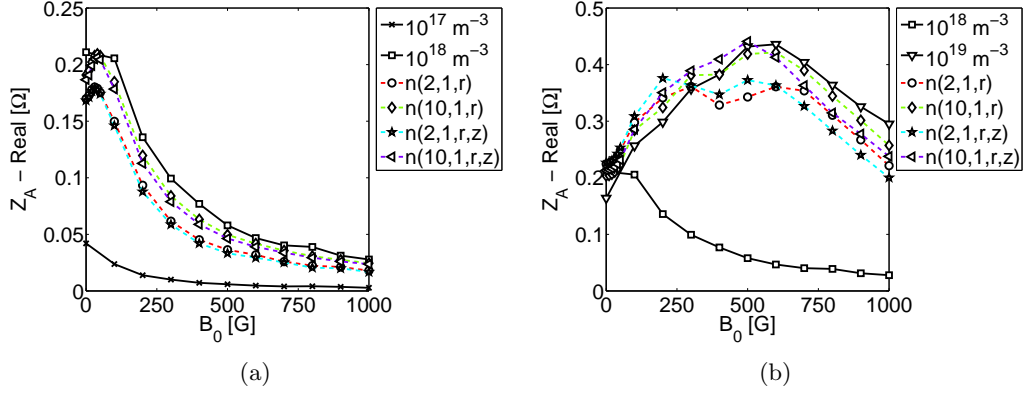 0.25
0.2
0.15
0.1
0.05
0
0 250 500 750 1000
Z_A − Real [Ω]
B_0 [G]
10^17 m^−3
10^18 m^−3
n(2,1,r)
n(10,1,r)
n(2,1,r,z)
n(10,1,r,z)
(a)
0.5
0.4
0.3
0.2
0.1
0
0 250 500 750 1000
Z_A − Real [Ω]
B_0 [G]
10^18 m^−3
10^19 m^−3
n(2,1,r)
n(10,1,r)
n(2,1,r,z)
n(10,1,r,z)
(b)